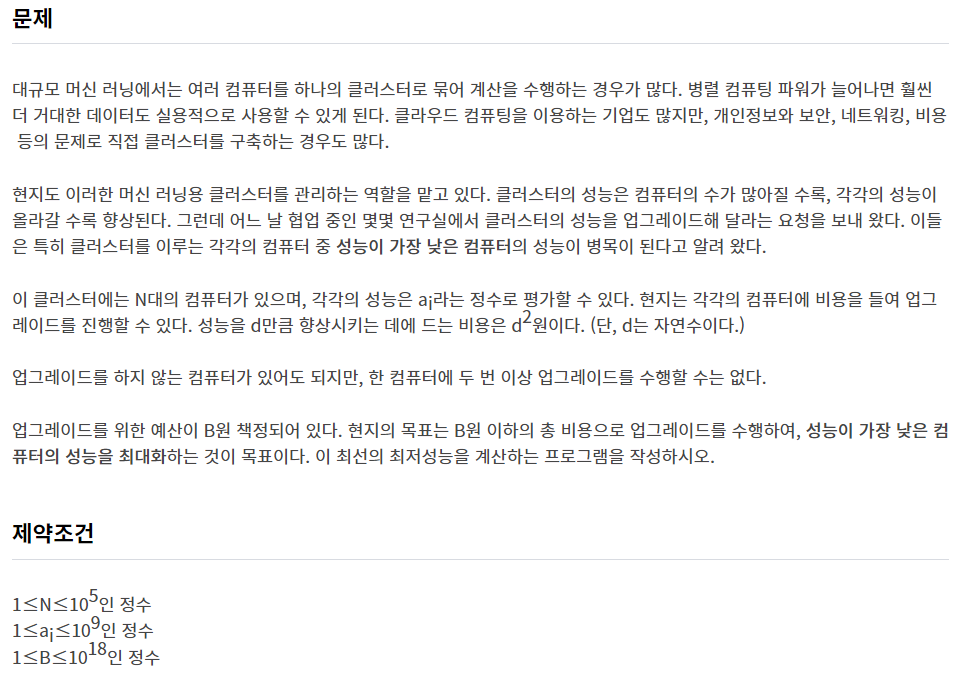 문제
대규모 머신 러닝에서는 여러 컴퓨터를 하나의 클러스터로 묶어 계산을 수행하는 경우가 많다. 병렬 컴퓨팅 파워가 늘어나면 훨씬
더 거대한 데이터도 실용적으로 사용할 수 있게 된다. 클라우드 컴퓨팅을 이용하는 기업도 많지만, 개인정보와 보안, 네트워킹, 비용
등의 문제로 직접 클러스터를 구축하는 경우도 많다.
현지도 이러한 머신 러닝용 클러스터를 관리하는 역할을 맡고 있다. 클러스터의 성능은 컴퓨터의 수가 많아질 수록, 각각의 성능이
올라갈 수록 향상된다. 그런데 어느 날 협업 중인 몇몇 연구실에서 클러스터의 성능을 업그레이드해 달라는 요청을 보내 왔다. 이들
은 특히 클러스터를 이루는 각각의 컴퓨터 중 성능이 가장 낮은 컴퓨터의 성능이 병목이 된다고 알려 왔다.
이 클러스터에는 N대의 컴퓨터가 있으며, 각각의 성능은 aᵢ라는 정수로 평가할 수 있다. 현지는 각각의 컴퓨터에 비용을 들여 업그
레이드를 진행할 수 있다. 성능을 d만큼 향상시키는 데에 드는 비용은 d²원이다. (단, d는 자연수이다.)
업그레이드를 하지 않는 컴퓨터가 있어도 되지만, 한 컴퓨터에 두 번 이상 업그레이드를 수행할 수는 없다.
업그레이드를 위한 예산이 B원 책정되어 있다. 현지의 목표는 B원 이하의 총 비용으로 업그레이드를 수행하여, 성능이 가장 낮은 컴
퓨터의 성능을 최대화하는 것이 목표이다. 이 최선의 최저성능을 계산하는 프로그램을 작성하시오.
제약조건
1≤N≤10⁵인 정수
1≤aᵢ≤10⁹인 정수
1≤B≤10¹⁸인 정수